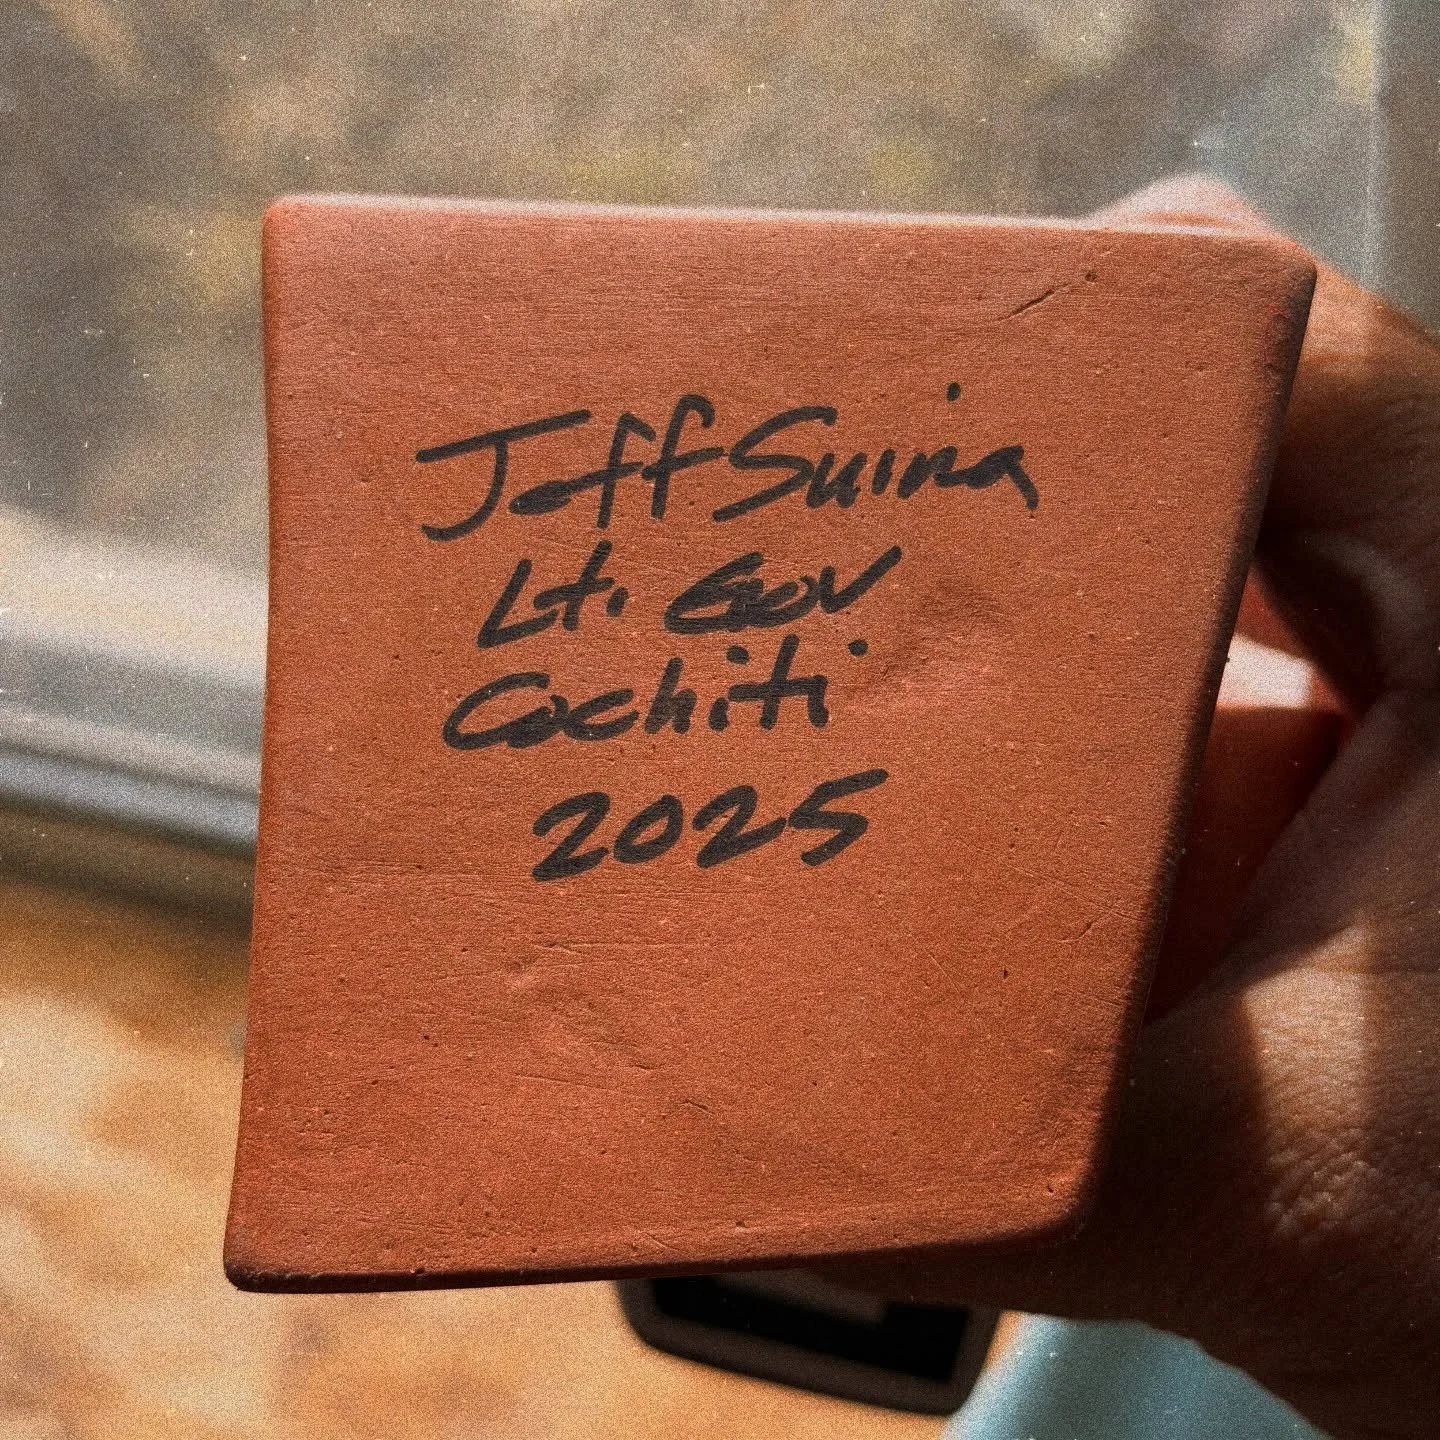 Jeff Suina
Lt. Gov
Cochiti
2025